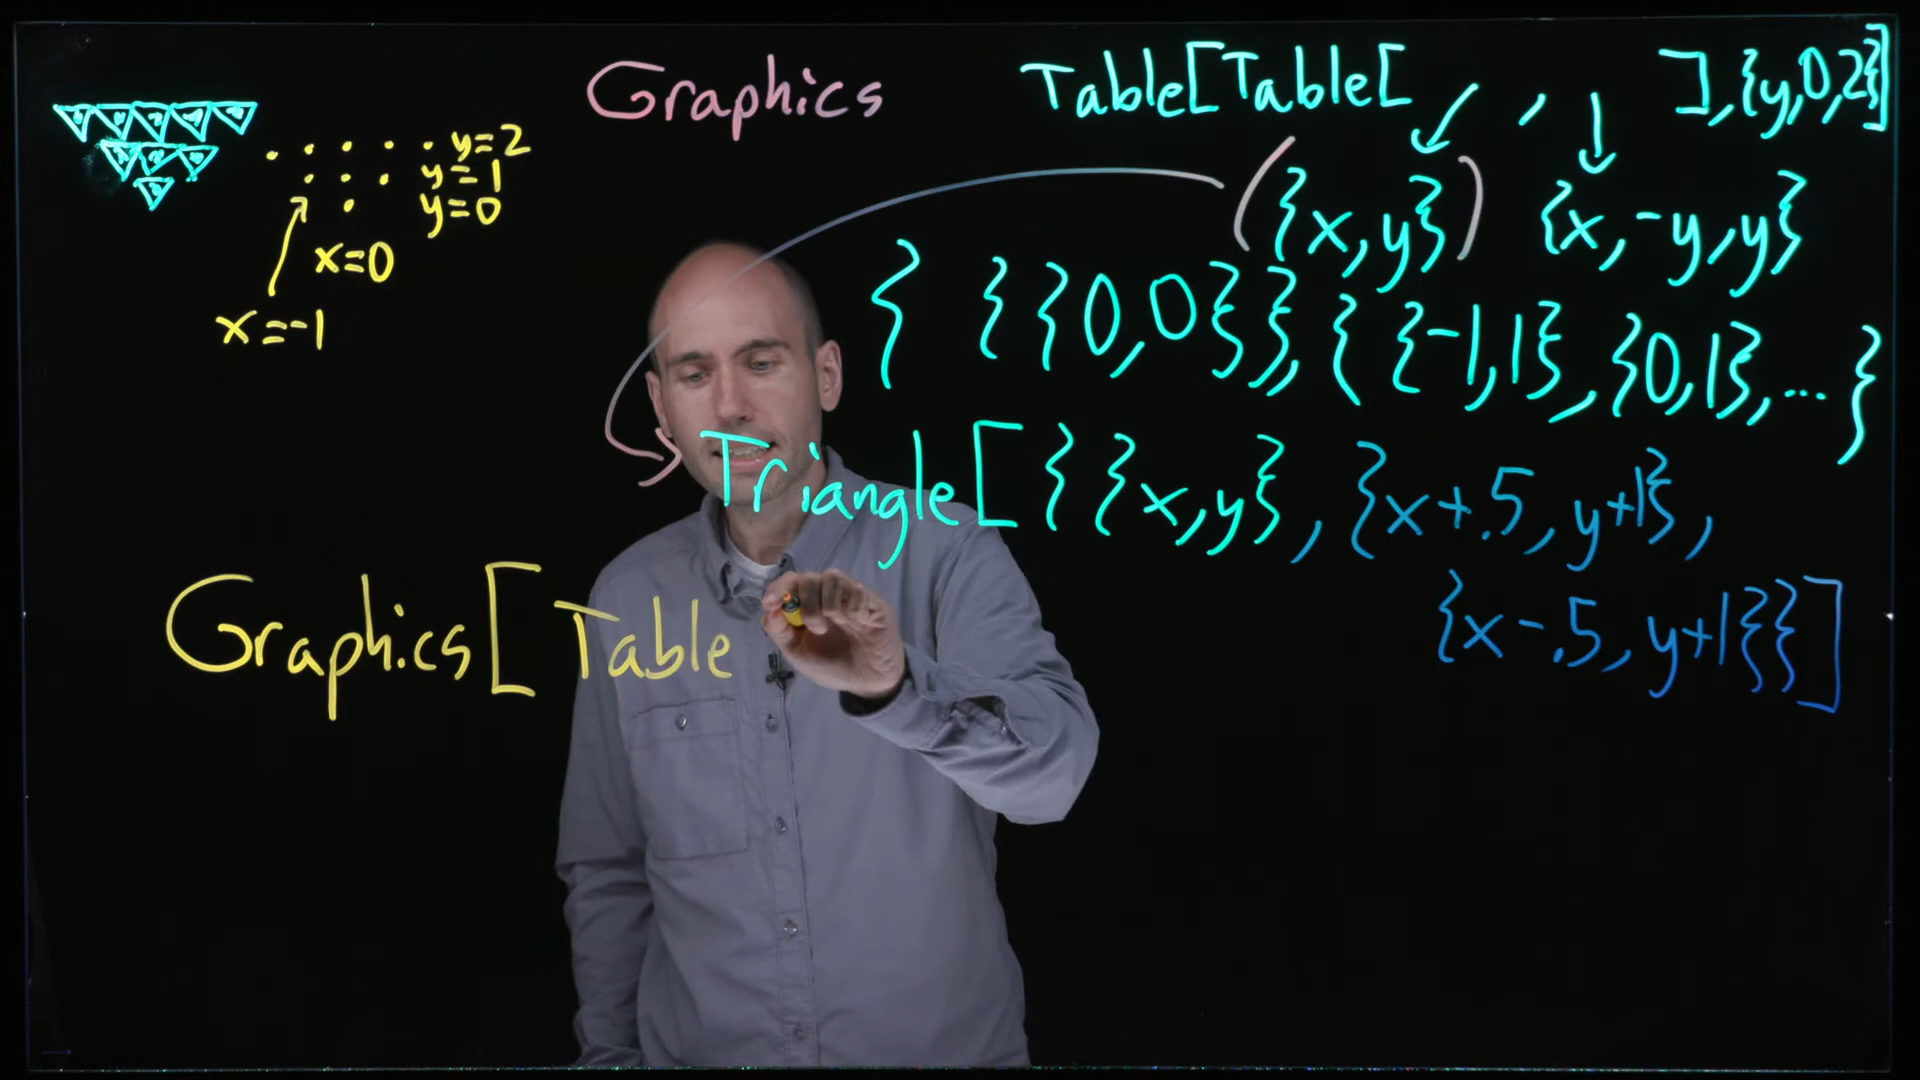 Graphics
Table[Table[ , ],{y,0,2}]
y=2
y=1
y=0
x=0
x=-1
({x,y}) {x,-y,y}
{ {{0,0}},{{-1,1},{0,1},... }
Triangle[{{x,y},{x+.5,y+1},
{x-.5,y+1}}]
Graphics[Table